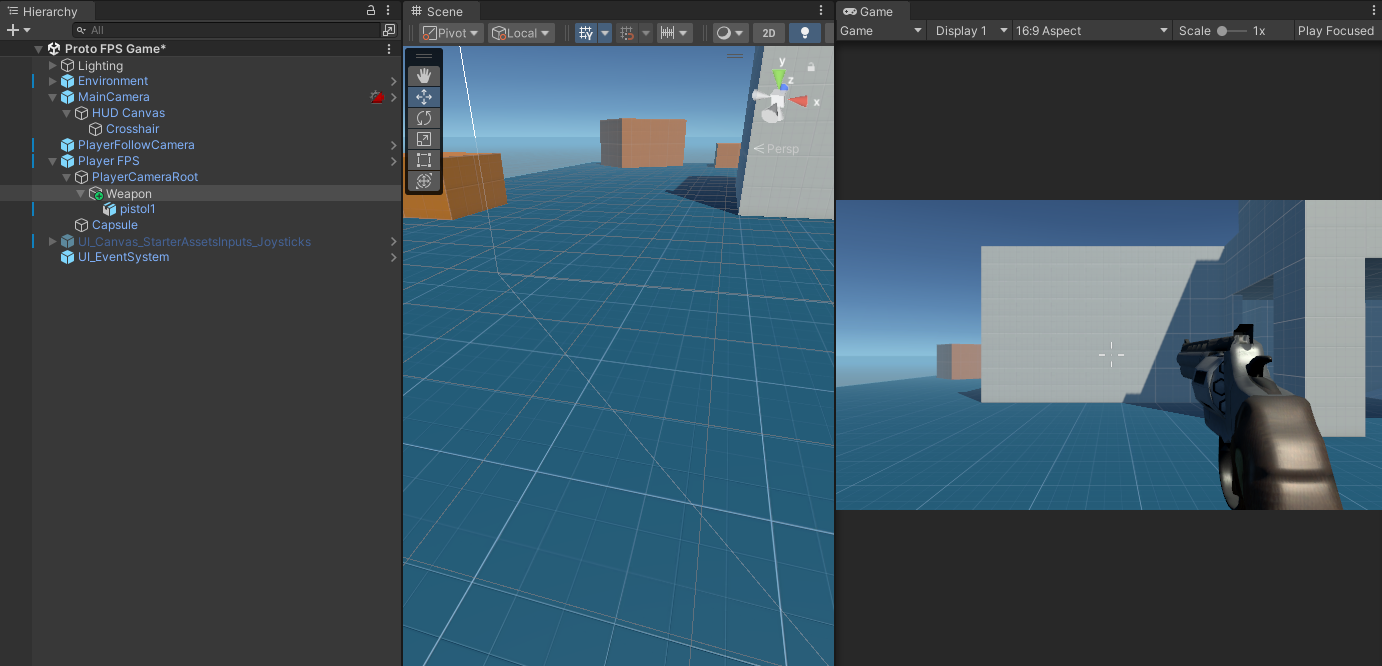 Hierarchy
All
Proto FPS Game*
Lighting
Environment
MainCamera
HUD Canvas
Crosshair
PlayerFollowCamera
Player FPS
PlayerCameraRoot
Weapon
pistol1
Capsule
UI_Canvas_StarterAssetsInputs_Joysticks
UI_EventSystem
Scene
Pivot Local 2D
y
z
x
Persp
Game
Game Display 1 16:9 Aspect Scale 1x Play Focused